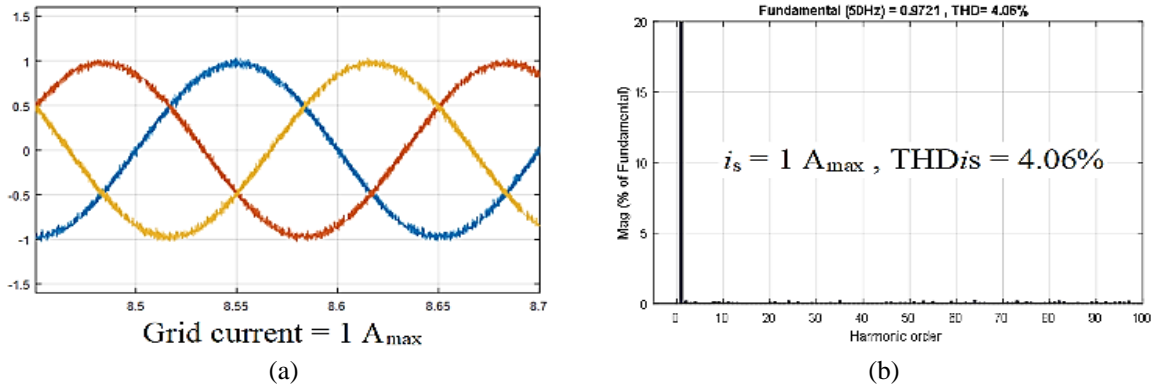 1.5
1
0.5
0
-0.5
-1
-1.5
8.5 8.55 8.6 8.65 8.7
Grid current = 1 Amax
(a)
Fundamental (50Hz) = 0.9721 , THD= 4.06%
Mag (% of Fundamental)
20
15
10
5
0
is = 1 Amax , THDis = 4.06%
0 10 20 30 40 50 60 70 80 90 100
Harmonic order
(b)